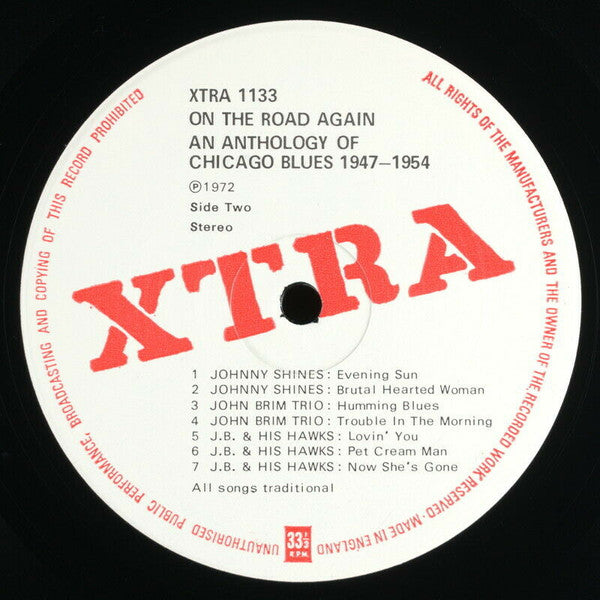 XTRA 1133
ON THE ROAD AGAIN
AN ANTHOLOGY OF
CHICAGO BLUES 1947–1954
Ⓟ1972
Side Two
Stereo
XTRA
1 JOHNNY SHINES: Evening Sun
2 JOHNNY SHINES: Brutal Hearted Woman
3 JOHN BRIM TRIO: Humming Blues
4 JOHN BRIM TRIO: Trouble In The Morning
5 J.B. & HIS HAWKS: Lovin' You
6 J.B. & HIS HAWKS: Pet Cream Man
7 J.B. & HIS HAWKS: Now She's Gone
All songs traditional
33⅓
R.P.M.
ALL RIGHTS OF THE MANUFACTURERS AND THE OWNER OF THE RECORDED WORK RESERVED · MADE IN ENGLAND
UNAUTHORISED PUBLIC PERFORMANCE, BROADCASTING AND COPYING OF THIS RECORD PROHIBITED